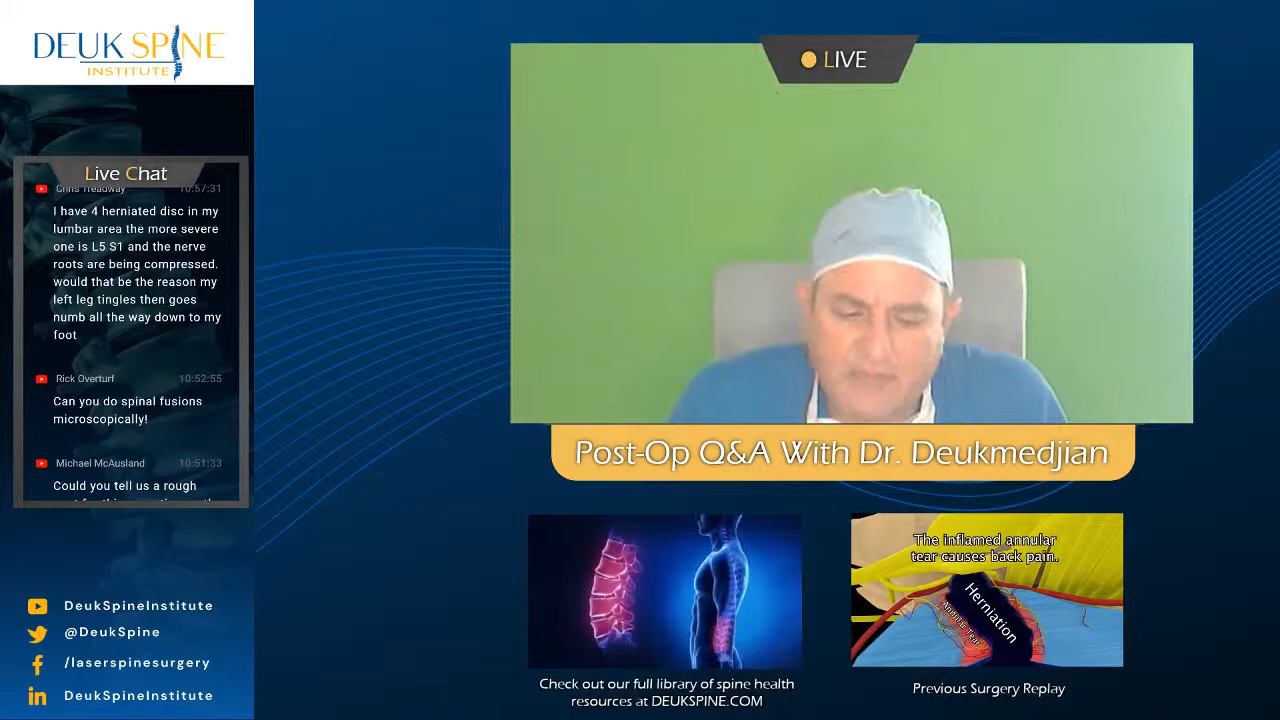 DEUK SPINE
INSTITUTE
Live Chat
Chris Treadway 10:57:31
I have 4 herniated disc in my
lumbar area the more severe
one is L5 S1 and the nerve
roots are being compressed.
would that be the reason my
left leg tingles then goes
numb all the way down to my
foot
Rick Overturf 10:52:55
Can you do spinal fusions
microscopically!
Michael McAusland 10:51:33
Could you tell us a rough
DeukSpineInstitute
@DeukSpine
/laserspinesurgery
DeukSpineInstitute
LIVE
Post-Op Q&A With Dr. Deukmedjian
Check out our full library of spine health
resources at DEUKSPINE.COM
The inflamed annular
tear causes back pain.
Herniation
Annular Tear
Previous Surgery Replay